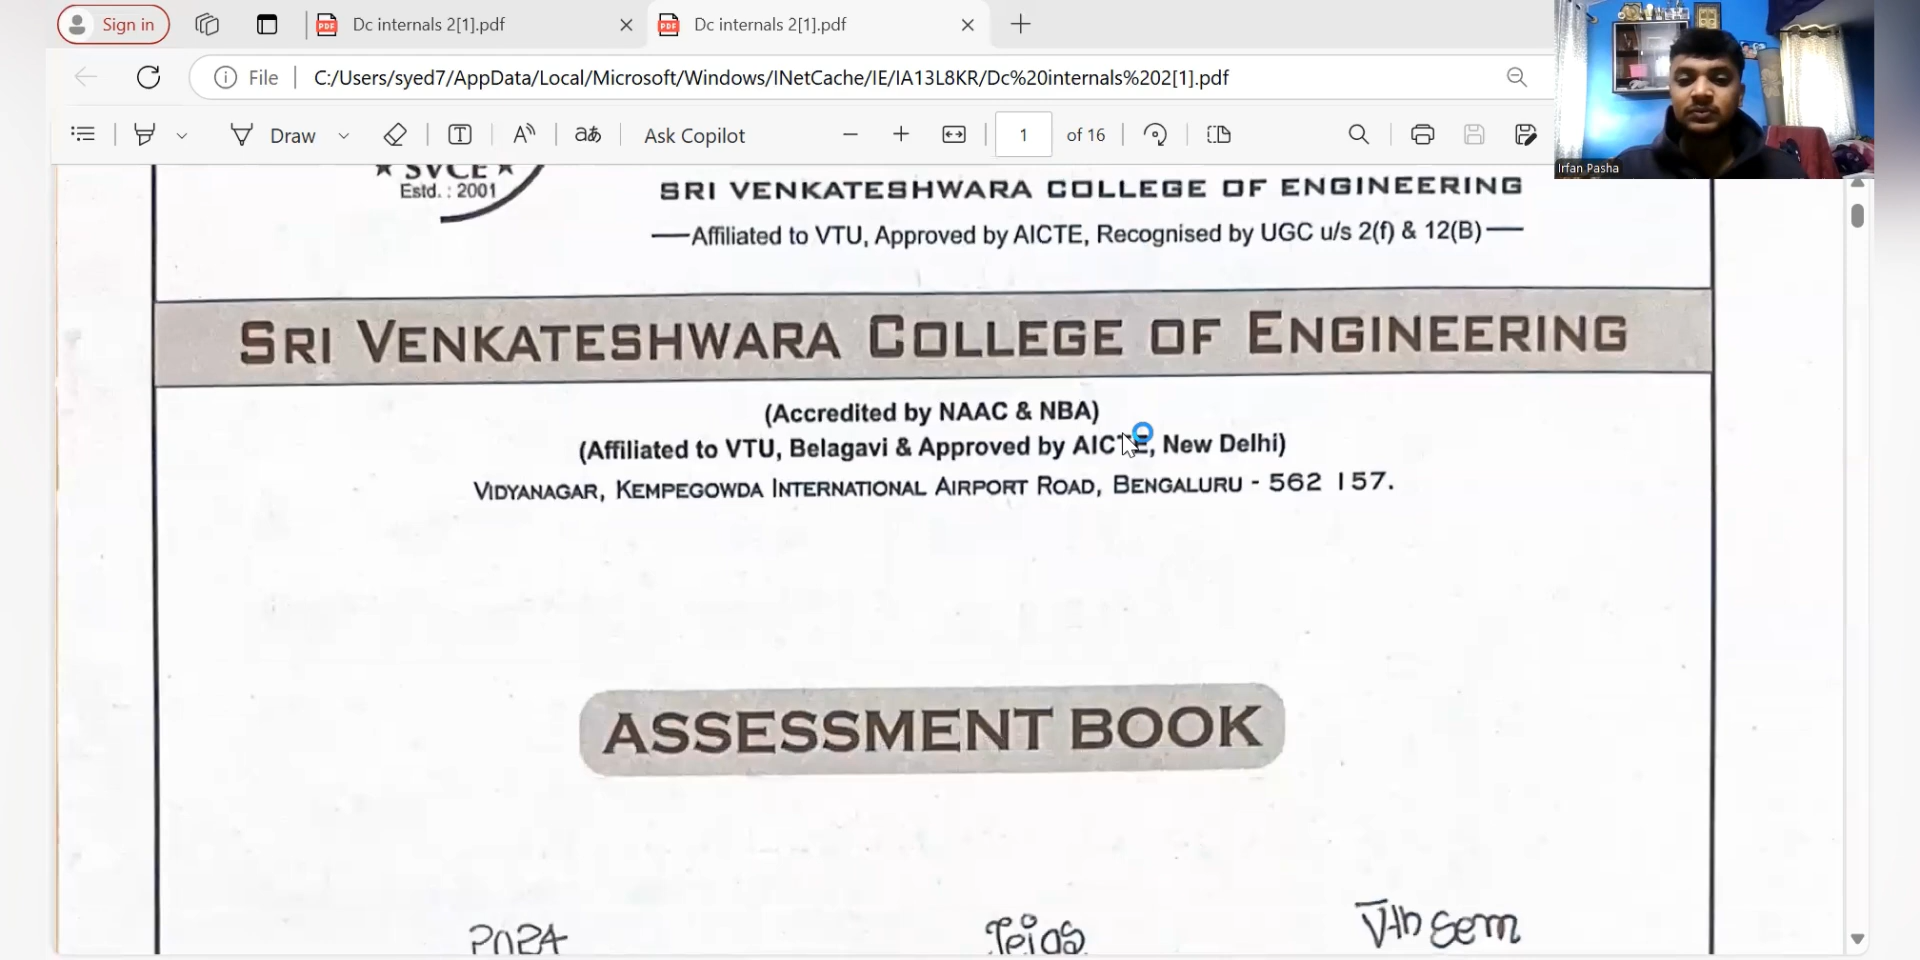 Sign in
Dc internals 2[1].pdf
Dc internals 2[1].pdf
File
C:/Users/syed7/AppData/Local/Microsoft/Windows/INetCache/IE/IA13L8KR/Dc%20internals%202[1].pdf
Draw
Ask Copilot
1 of 16
Irfan Pasha
★ SVCE ★
Estd. : 2001
SRI VENKATESHWARA COLLEGE OF ENGINEERING
Affiliated to VTU, Approved by AICTE, Recognised by UGC u/s 2(f) & 12(B)
SRI VENKATESHWARA COLLEGE OF ENGINEERING
(Accredited by NAAC & NBA)
(Affiliated to VTU, Belagavi & Approved by AICTE, New Delhi)
VIDYANAGAR, KEMPEGOWDA INTERNATIONAL AIRPORT ROAD, BENGALURU - 562 157.
ASSESSMENT BOOK
2024 Tejas Vth sem